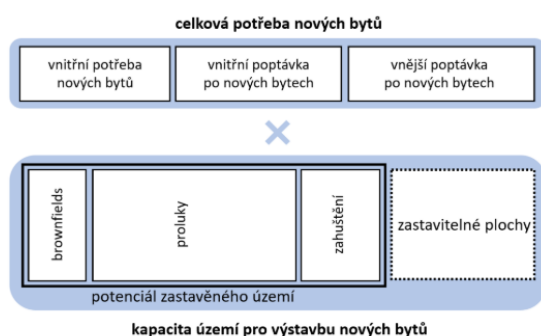 celková potřeba nových bytů
vnitřní potřeba
nových bytů
vnitřní poptávka
po nových bytech
vnější poptávka
po nových bytech
brownfields
proluky
zahuštění
zastavitelné plochy
potenciál zastavěného území
kapacita území pro výstavbu nových bytů